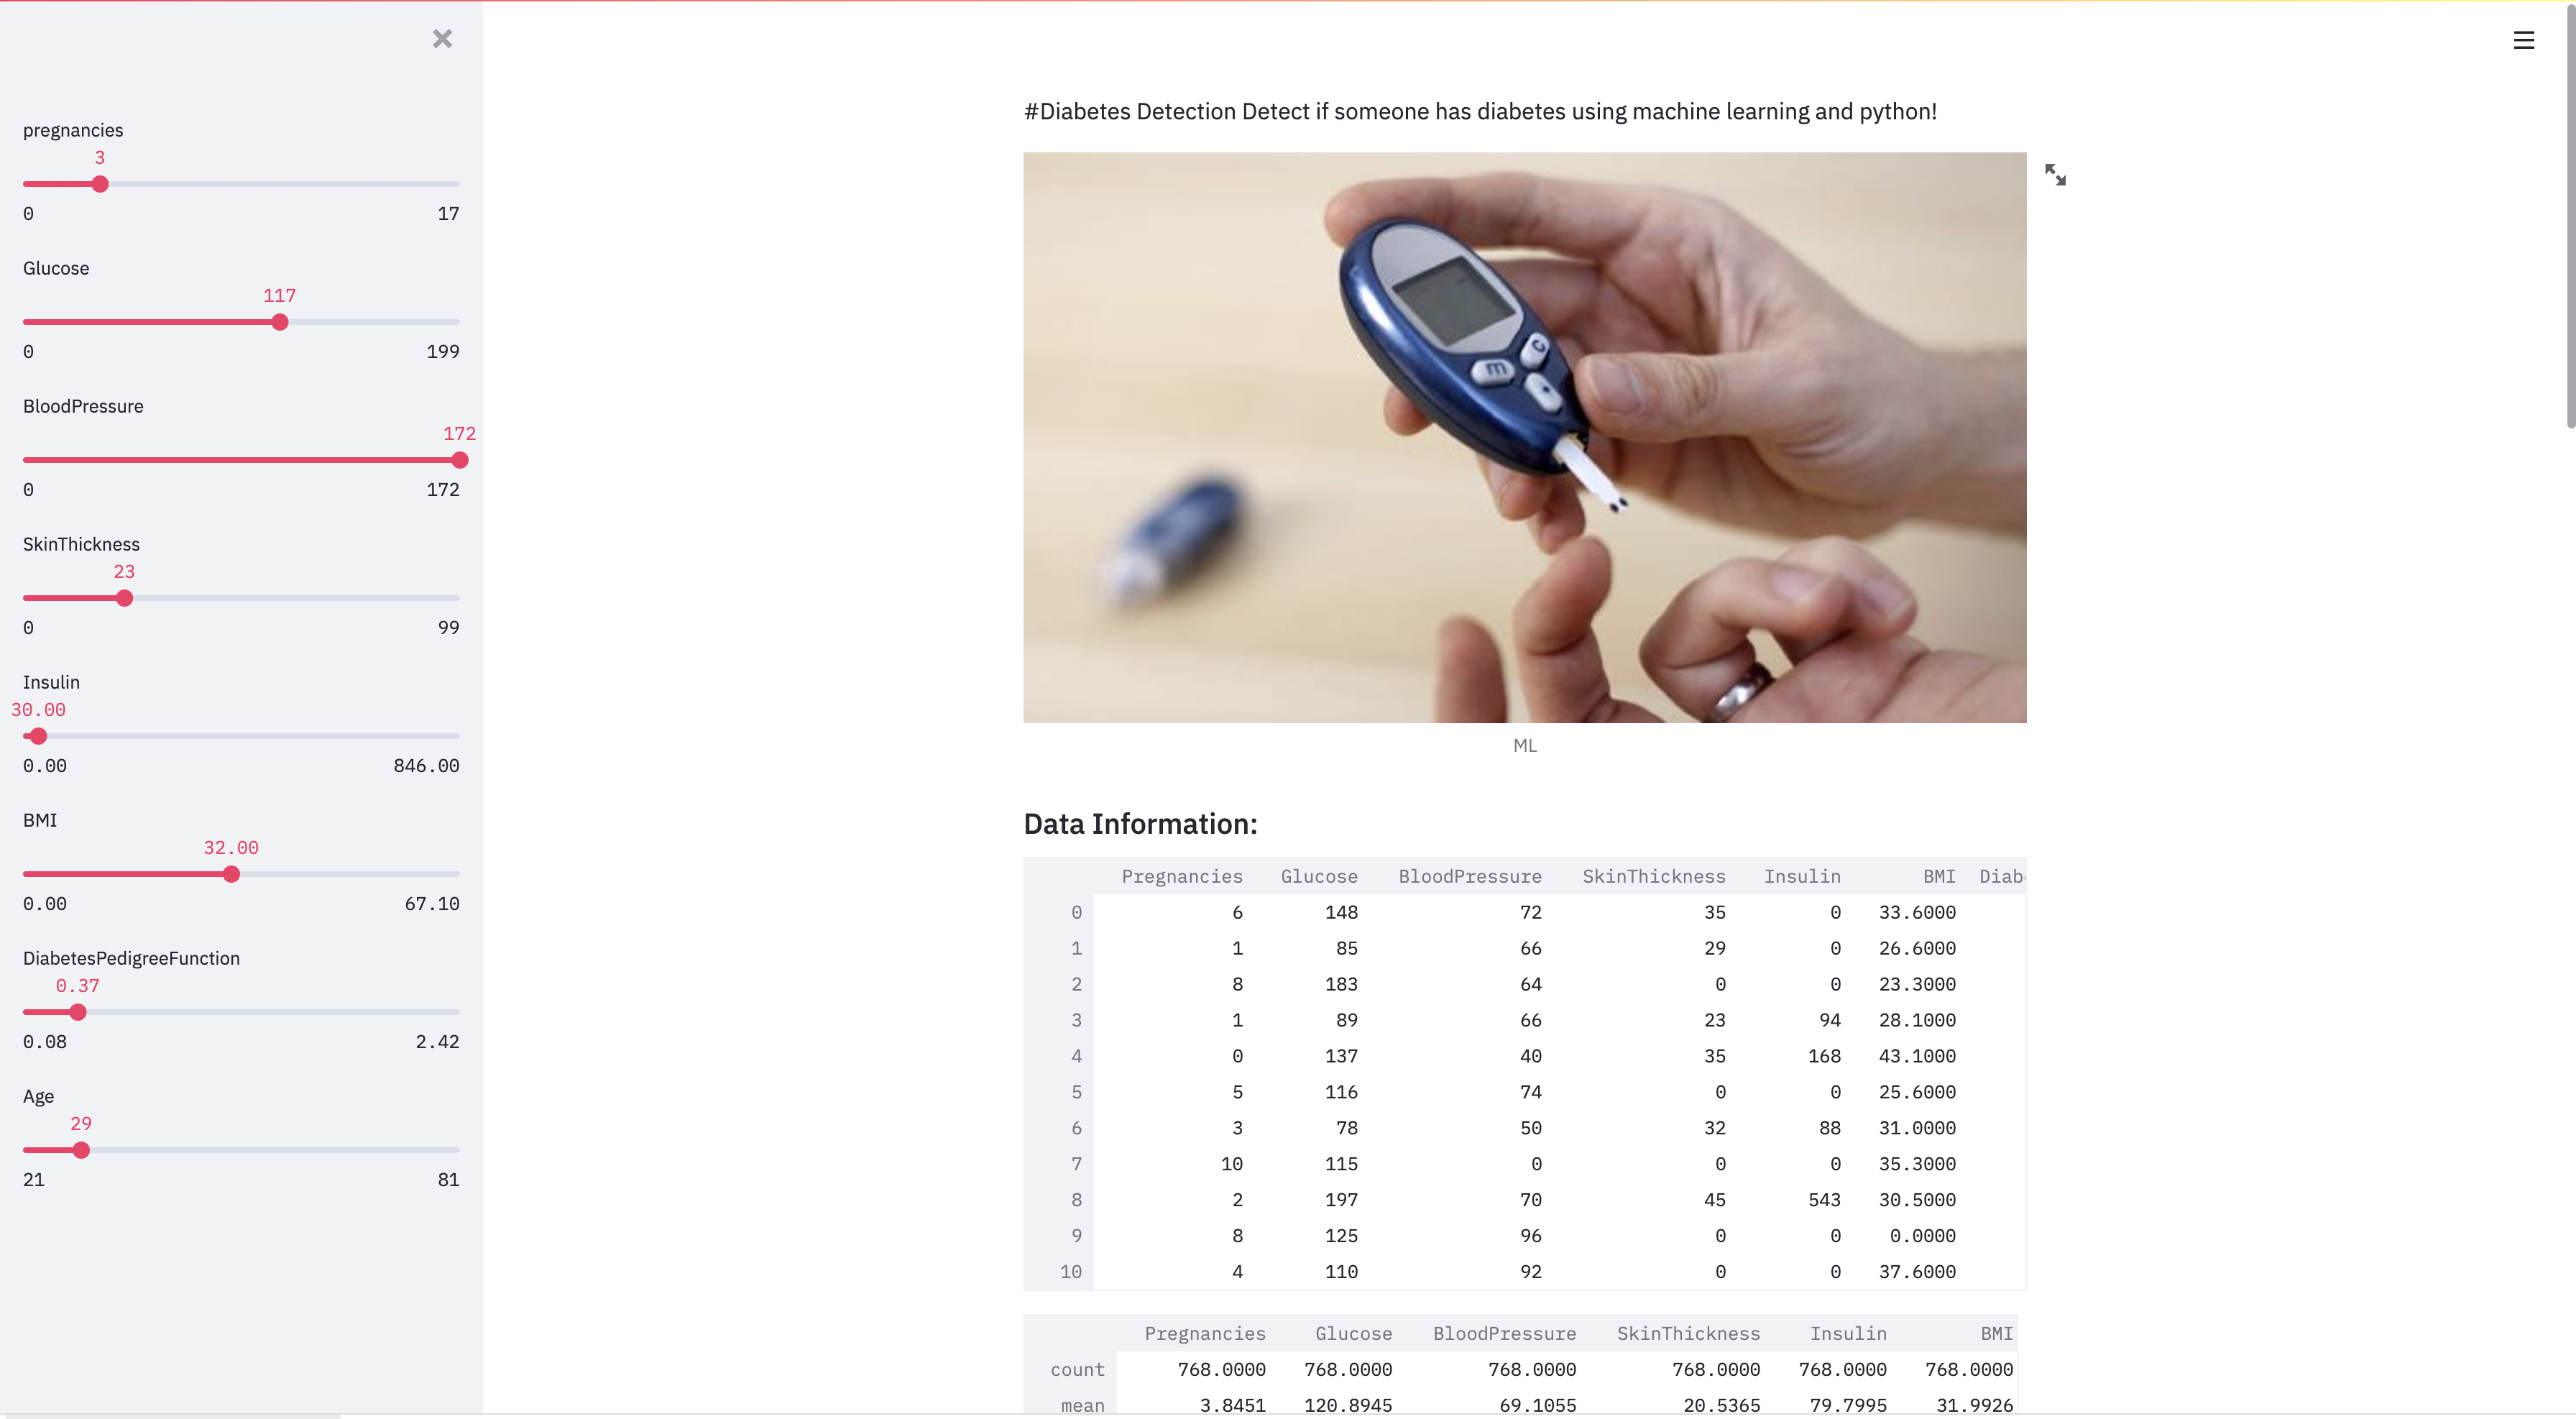 pregnancies
3
0 17
Glucose
117
0 199
BloodPressure
172
0 172
SkinThickness
23
0 99
Insulin
30.00
0.00 846.00
BMI
32.00
0.00 67.10
DiabetesPedigreeFunction
0.37
0.08 2.42
Age
29
21 81
#Diabetes Detection Detect if someone has diabetes using machine learning and python!
C
m
ML
Data Information:
Pregnancies Glucose BloodPressure SkinThickness Insulin BMI Diab
0 6 148 72 35 0 33.6000
1 1 85 66 29 0 26.6000
2 8 183 64 0 0 23.3000
3 1 89 66 23 94 28.1000
4 0 137 40 35 168 43.1000
5 5 116 74 0 0 25.6000
6 3 78 50 32 88 31.0000
7 10 115 0 0 0 35.3000
8 2 197 70 45 543 30.5000
9 8 125 96 0 0 0.0000
10 4 110 92 0 0 37.6000
Pregnancies Glucose BloodPressure SkinThickness Insulin BMI
count 768.0000 768.0000 768.0000 768.0000 768.0000 768.0000
mean 3.8451 120.8945 69.1055 20.5365 79.7995 31.9926